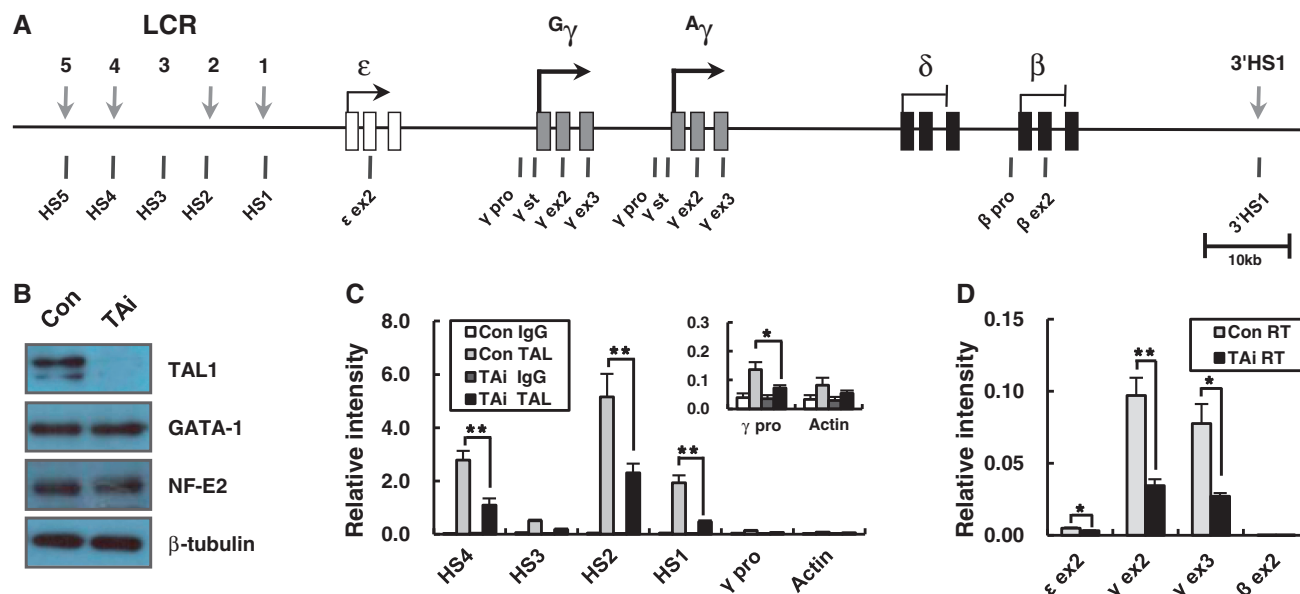 A
LCR
5 4 3 2 1
ε
Gγ
Aγ
δ
β
3'HS1
HS5
HS4
HS3
HS2
HS1
ε ex2
γ pro
γ st
γ ex2
γ ex3
γ pro
γ st
γ ex2
γ ex3
β pro
β ex2
3'HS1
10kb
B
Con
TAi
TAL1
GATA-1
NF-E2
β-tubulin
C
Relative intensity
8.0
6.0
4.0
2.0
0.0
Con IgG
Con TAL
TAi IgG
TAi TAL
**
**
**
0.3
0.2
0.1
0.0
*
γ pro
Actin
HS4
HS3
HS2
HS1
γ pro
Actin
D
Relative intensity
0.15
0.10
0.05
0.00
Con RT
TAi RT
*
**
*
ε ex2
γ ex2
γ ex3
β ex2